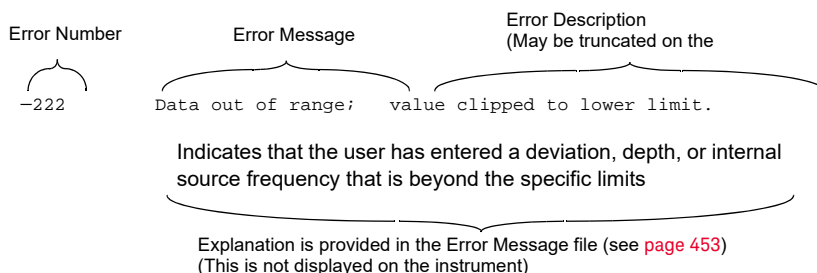 Error Number
Error Message
Error Description
(May be truncated on the
−222 Data out of range; value clipped to lower limit.
Indicates that the user has entered a deviation, depth, or internal
source frequency that is beyond the specific limits
Explanation is provided in the Error Message file (see page 453)
(This is not displayed on the instrument)